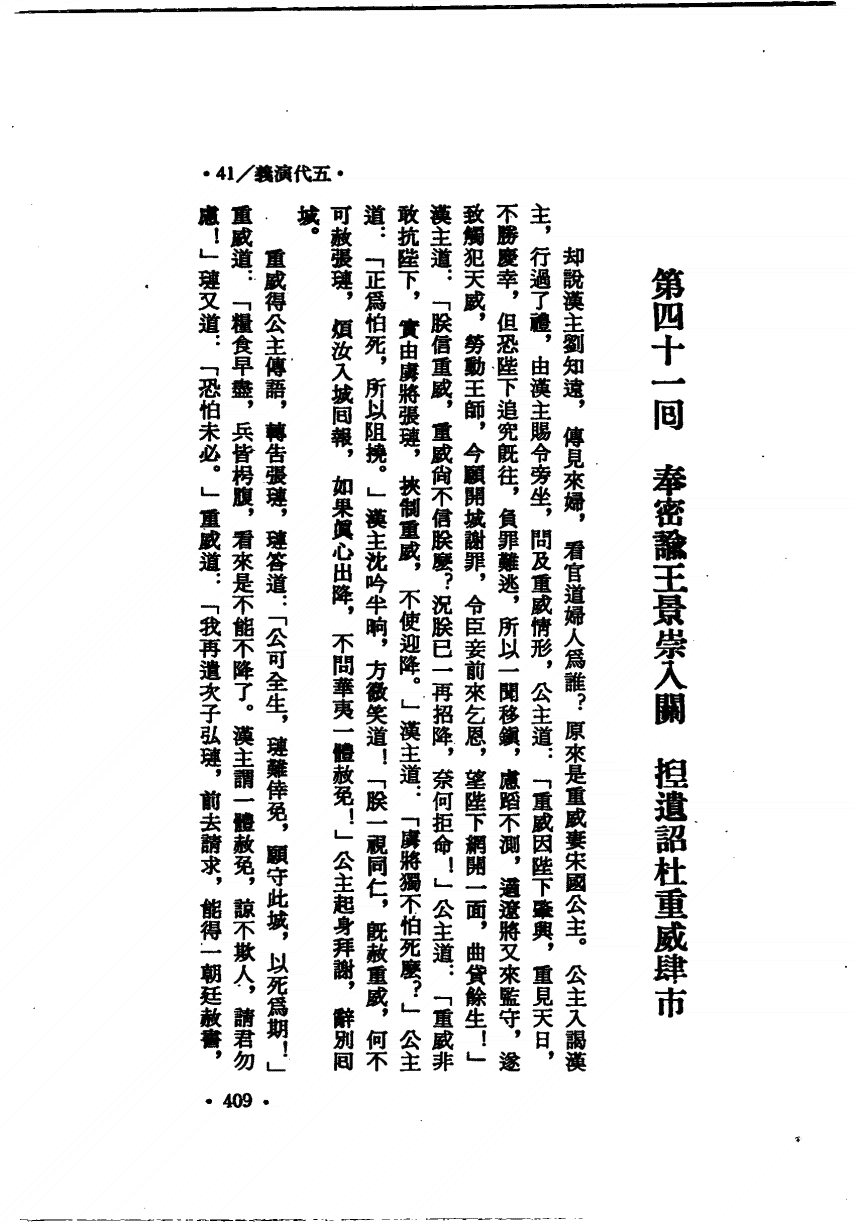 ·41／義演代五·
第四十一囘　奉密諭王景崇入關　揑遺詔杜重威肆市
却說漢主劉知遠，傳見來婦，看官道婦人爲誰？原來是重威妻宋國公主。公主入謁漢
主，行過了禮，由漢主賜令旁坐，問及重威情形，公主道：「重威因陛下肇興，重見天日，
不勝慶幸，但恐陛下追究旣往，負罪難逃，所以一聞移鎭，慮蹈不測，適遼將又來監守，遂
致觸犯天威，勞動王師，今願開城謝罪，令臣妾前來乞恩，望陛下網開一面，曲貸餘生！」
漢主道：「朕信重威，重威尙不信朕麼？況朕已一再招降，奈何拒命！」公主道：「重威非
敢抗陛下，實由虜將張璉，挾制重威，不使迎降。」漢主道：「虜將獨不怕死麼？」公主
道：「正爲怕死，所以阻撓。」漢主沈吟半晌，方微笑道！「朕一視同仁，旣赦重威，何不
可赦張璉，煩汝入城囘報，如果眞心出降，不問華夷一體赦免！」公主起身拜謝，辭別囘
城。
重威得公主傳語，轉告張璉，璉答道：「公可全生，璉難倖免，願守此城，以死爲期！」
重威道：「糧食早盡，兵皆枵腹，看來是不能不降了。漢主謂一體赦免，諒不欺人，請君勿
慮！」璉又道：「恐怕未必。」重威道：「我再遣次子弘璉，前去請求，能得一朝廷赦書，
·409·